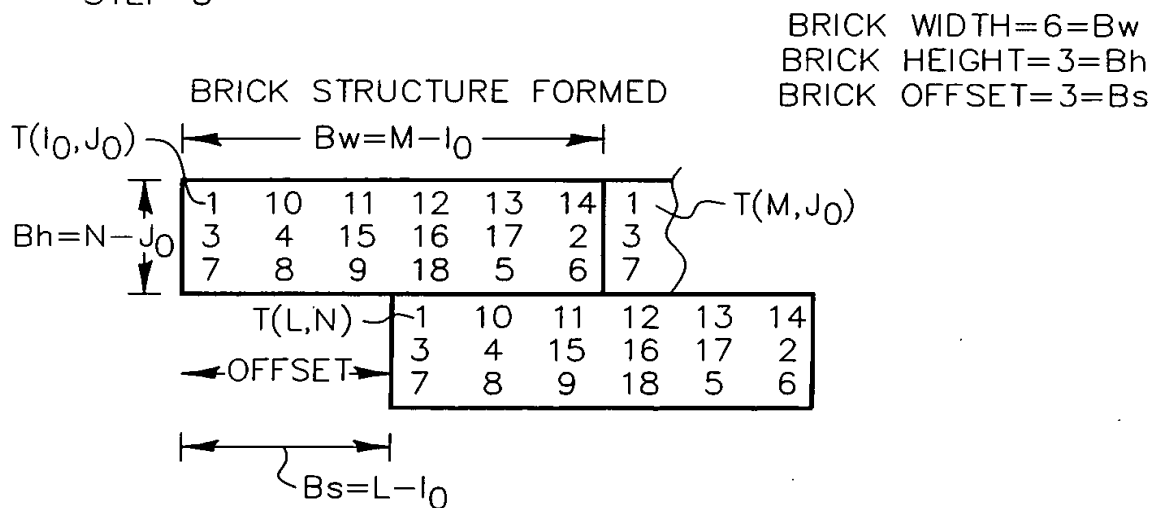 BRICK WIDTH=6=Bw
BRICK HEIGHT=3=Bh
BRICK OFFSET=3=Bs
BRICK STRUCTURE FORMED
T(I0,J0)
Bw=M-I0
1 10 11 12 13 14 1
T(M,J0)
Bh=N-J0
3 4 15 16 17 2 3
7 8 9 18 5 6 7
T(L,N)
1 10 11 12 13 14
3 4 15 16 17 2
OFFSET
7 8 9 18 5 6
Bs=L-I0